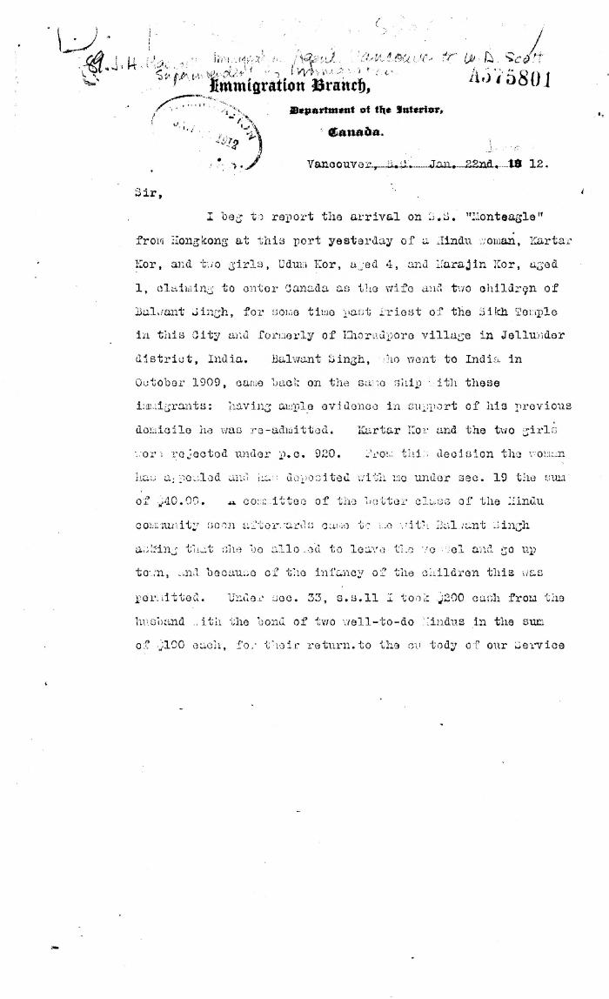 J.H. Immigration Agent Vancouver to W.D. Scott
Superintendent of Immigration
Immigration Branch,
A575801
Department of the Interior,
Canada.
1912
Vancouver, B.C. Jan. 22nd, 1912.
Sir,
I beg to report the arrival on S.S. "Monteagle"
from Hongkong at this port yesterday of a Hindu woman, Kartar
Kor, and two girls, Udum Kor, aged 4, and Narajin Kor, aged
1, claiming to enter Canada as the wife and two children of
Balwant Singh, for some time past Priest of the Sikh Temple
in this City and formerly of Khoradpore village in Jellunder
district, India. Balwant Singh, who went to India in
October 1909, came back on the same ship with these
immigrants: having ample evidence in support of his previous
domicile he was re-admitted. Kartar Kor and the two girls
were rejected under p.c. 920. From this decision the woman
has appealed and has deposited with me under sec. 19 the sum
of $40.00. A committee of the better class of the Hindu
community soon afterwards came to me with Balwant Singh
asking that she be allowed to leave the vessel and go up
town, and because of the infancy of the children this was
permitted. Under sec. 33, s.s.11 I took $200 cash from the
husband with the bond of two well-to-do Hindus in the sum
of $100 each, for their return.to the custody of our Service